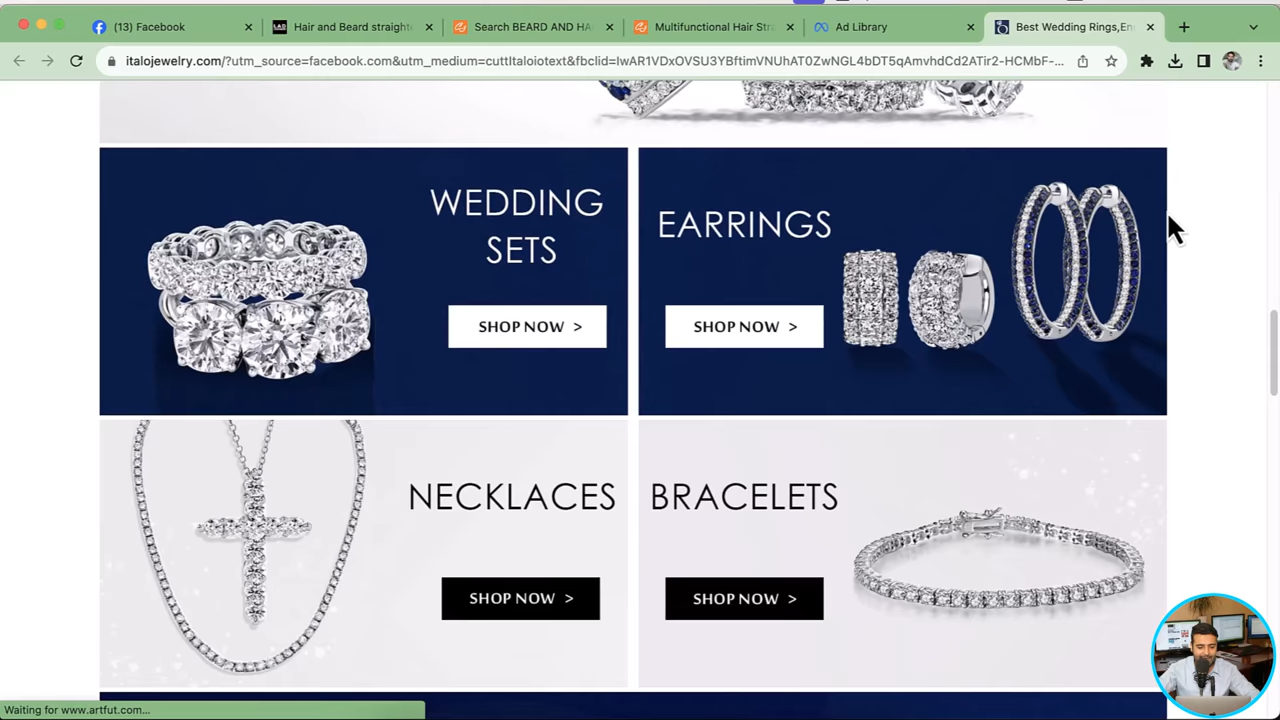 (13) Facebook
Hair and Beard straighte
Search BEARD AND HA
Multifunctional Hair Stra
Ad Library
Best Wedding Rings,En
italojewelry.com/?utm_source=facebook.com&utm_medium=cuttItaloiotext&fbclid=IwAR1VDxOVSU3YBftimVNUhAT0ZwNGL4bDT5qAmvhdCd2ATir2-HCMbF-...
WEDDING
SETS
SHOP NOW >
EARRINGS
SHOP NOW >
NECKLACES
SHOP NOW >
BRACELETS
SHOP NOW >
Waiting for www.artfut.com...